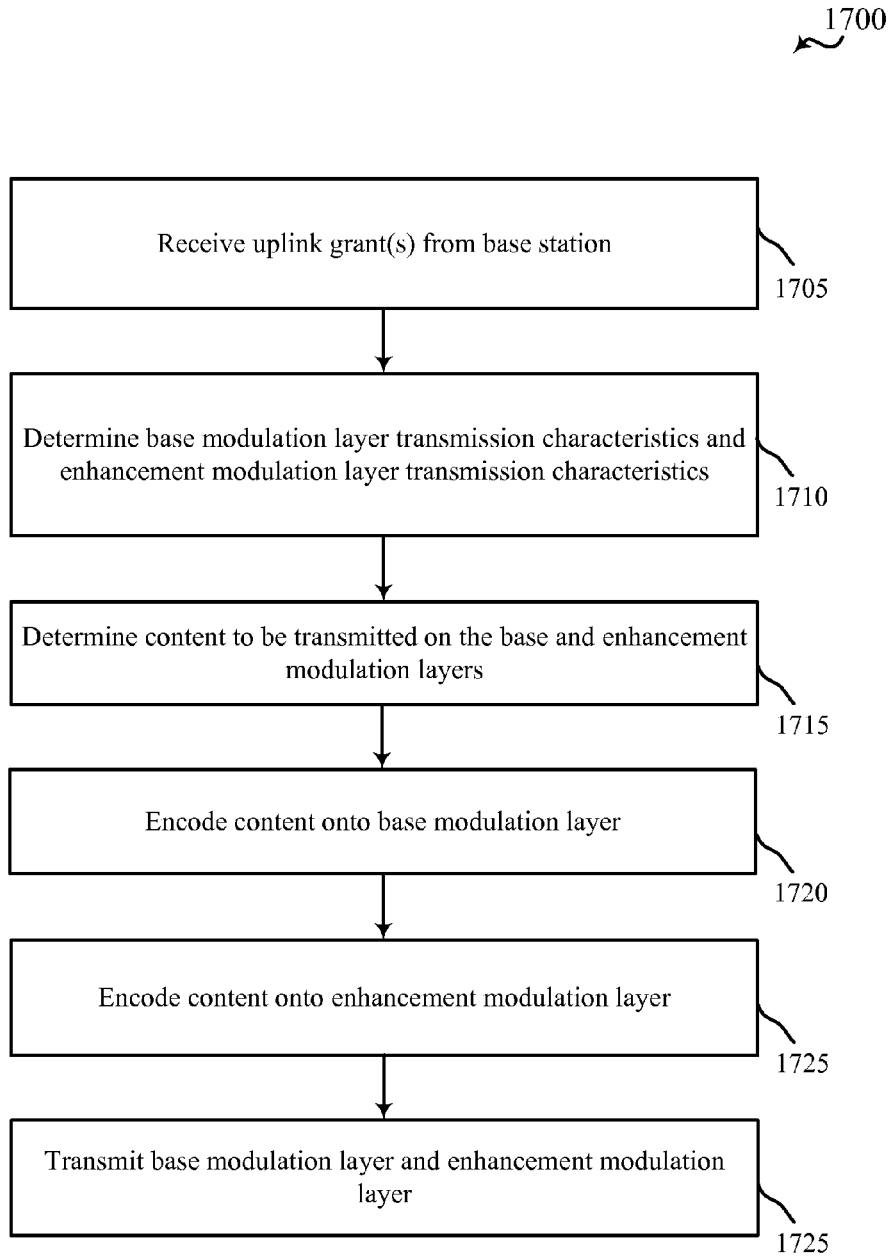 1700
Receive uplink grant(s) from base station
1705
Determine base modulation layer transmission characteristics and
enhancement modulation layer transmission characteristics
1710
Determine content to be transmitted on the base and enhancement
modulation layers
1715
Encode content onto base modulation layer
1720
Encode content onto enhancement modulation layer
1725
Transmit base modulation layer and enhancement modulation
layer
1725